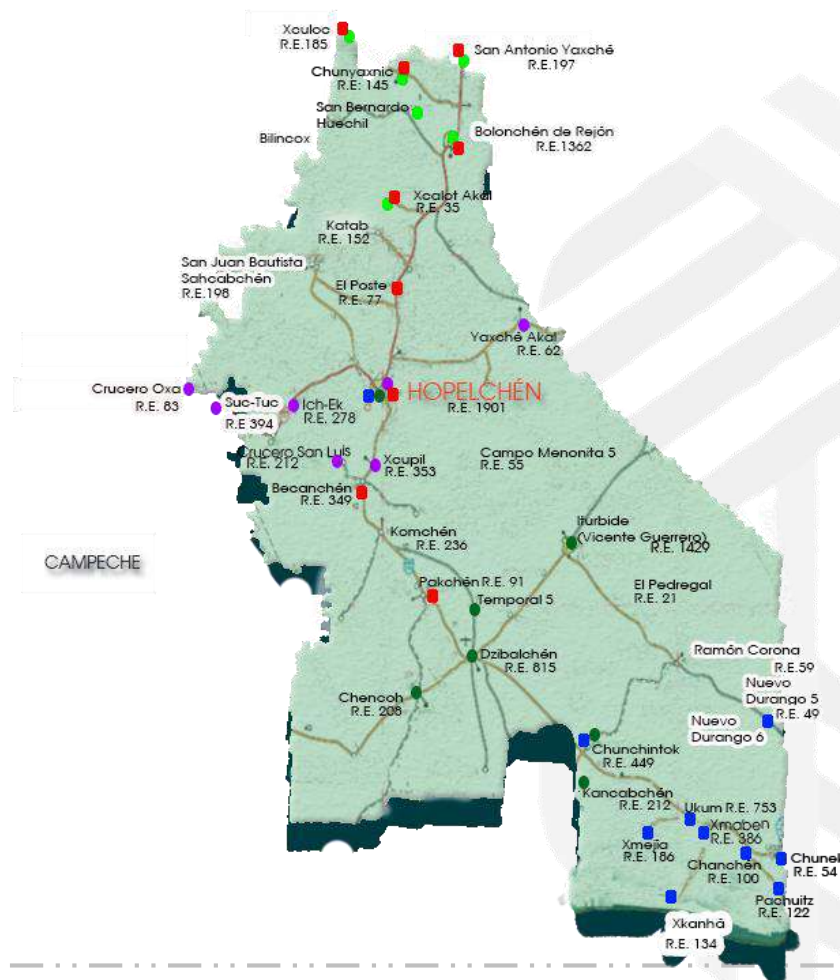 Xculoc
R.E.185
San Antonio Yaxché
R.E.197
Chunyaxnic
R.E: 145
San Bernardo
Huechil
Bilincox
Bolonchén de Rejón
R.E.1362
Xcalot Akal
R.E. 35
Katab
R.E. 152
San Juan Bautista
Sahcabchén
R.E.198
El Poste
R.E. 77
Yaxché Akal
R.E. 62
Crucero Oxa
R.E. 83
Suc-Tuc
R.E 394
Ich-Ek
R.E. 278
HOPELCHÉN
R.E. 1901
Crucero San Luis
R.E. 212
Xcupil
R.E. 353
Campo Menonita 5
R.E. 55
Becanchén
R.E. 349
Komchén
R.E. 236
Iturbide
(Vicente Guerrero)
R.E. 1429
CAMPECHE
Pakchén R.E. 91
El Pedregal
R.E. 21
Temporal 5
Dzibalchén
R.E. 815
Ramón Corona
R.E.59
Chencoh
R.E. 208
Nuevo
Durango 5
R.E. 49
Nuevo
Durango 6
Chunchintok
R.E. 449
Kancabchén
R.E. 212
Ukum R.E. 753
Xmaben
R.E. 386
Xmejía
R.E. 186
Chanchén
R.E. 100
Chunek
R.E. 54
Pachuitz
R.E. 122
Xkanhá
R.E. 134